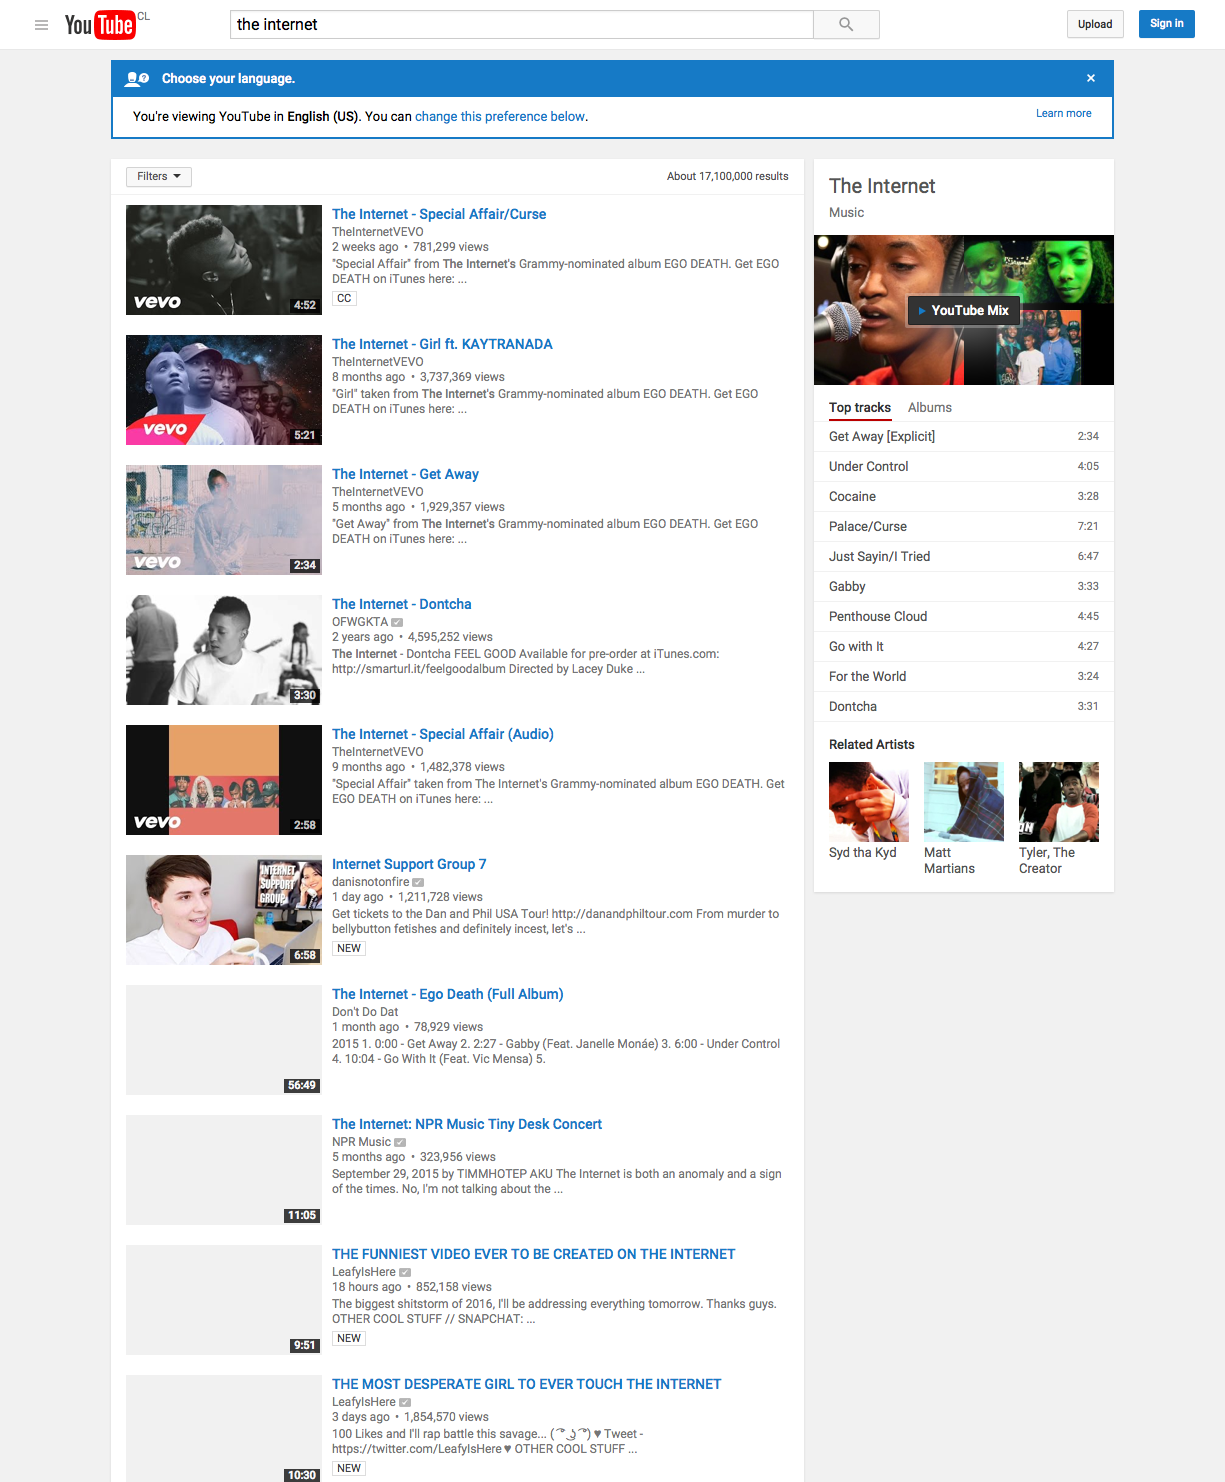 YouTube CL
the internet
Upload
Sign in
Choose your language.
×
You're viewing YouTube in English (US). You can change this preference below.
Learn more
Filters
About 17,100,000 results
vevo
4:52
The Internet - Special Affair/Curse
TheInternetVEVO
2 weeks ago • 781,299 views
"Special Affair" from The Internet's Grammy-nominated album EGO DEATH. Get EGO
DEATH on iTunes here: ...
CC
vevo
5:21
The Internet - Girl ft. KAYTRANADA
TheInternetVEVO
8 months ago • 3,737,369 views
"Girl" taken from The Internet's Grammy-nominated album EGO DEATH. Get EGO
DEATH on iTunes here: ...
vevo
2:34
The Internet - Get Away
TheInternetVEVO
5 months ago • 1,929,357 views
"Get Away" from The Internet's Grammy-nominated album EGO DEATH. Get EGO
DEATH on iTunes here: ...
3:30
The Internet - Dontcha
OFWGKTA
2 years ago • 4,595,252 views
The Internet - Dontcha FEEL GOOD Available for pre-order at iTunes.com:
http://smarturl.it/feelgoodalbum Directed by Lacey Duke ...
vevo
2:58
The Internet - Special Affair (Audio)
TheInternetVEVO
9 months ago • 1,482,378 views
"Special Affair" taken from The Internet's Grammy-nominated album EGO DEATH. Get
EGO DEATH on iTunes here: ...
INTERNET
SUPPORT
GROUP
6:58
Internet Support Group 7
danisnotonfire
1 day ago • 1,211,728 views
Get tickets to the Dan and Phil USA Tour! http://danandphiltour.com From murder to
bellybutton fetishes and definitely incest, let's ...
NEW
56:49
The Internet - Ego Death (Full Album)
Don't Do Dat
1 month ago • 78,929 views
2015 1. 0:00 - Get Away 2. 2:27 - Gabby (Feat. Janelle Monáe) 3. 6:00 - Under Control
4. 10:04 - Go With It (Feat. Vic Mensa) 5.
11:05
The Internet: NPR Music Tiny Desk Concert
NPR Music
5 months ago • 323,956 views
September 29, 2015 by TIMMHOTEP AKU The Internet is both an anomaly and a sign
of the times. No, I'm not talking about the ...
9:51
THE FUNNIEST VIDEO EVER TO BE CREATED ON THE INTERNET
LeafyIsHere
18 hours ago • 852,158 views
The biggest shitstorm of 2016, I'll be addressing everything tomorrow. Thanks guys.
OTHER COOL STUFF // SNAPCHAT: ...
NEW
10:30
THE MOST DESPERATE GIRL TO EVER TOUCH THE INTERNET
LeafyIsHere
3 days ago • 1,854,570 views
100 Likes and I'll rap battle this savage... ( ͡° ͜ʖ ͡°) ♥ Tweet -
https://twitter.com/LeafyIsHere ♥ OTHER COOL STUFF ...
NEW
The Internet
Music
YouTube Mix
Top tracks Albums
Get Away [Explicit] 2:34
Under Control 4:05
Cocaine 3:28
Palace/Curse 7:21
Just Sayin/I Tried 6:47
Gabby 3:33
Penthouse Cloud 4:45
Go with It 4:27
For the World 3:24
Dontcha 3:31
Related Artists
Syd tha Kyd
Matt
Martians
Tyler, The
Creator